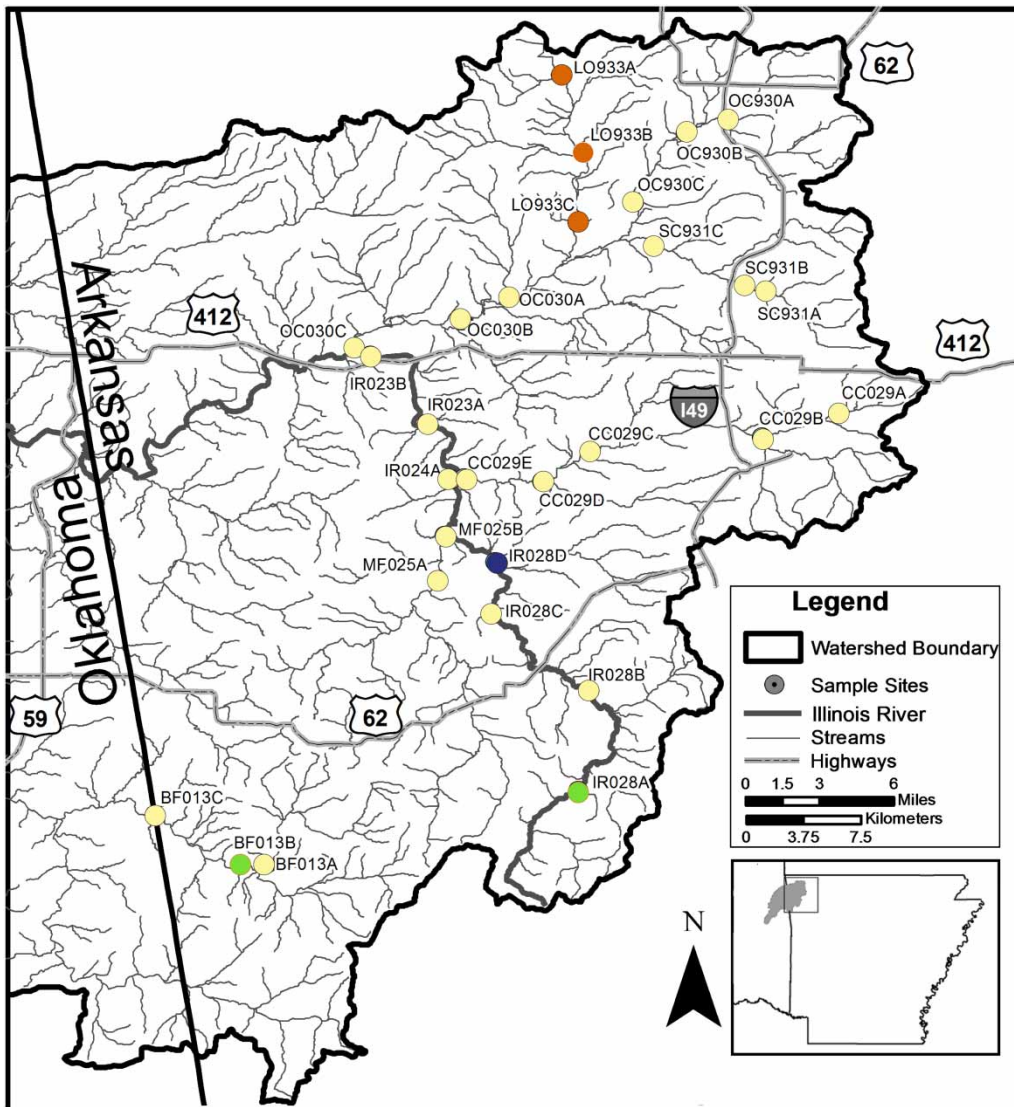 62
LO933A
OC930A
LO933B
OC930B
OC930C
LO933C
SC931C
SC931B
SC931A
Arkansas
412
OC030A
OC030B
OC030C
412
IR023B
I49
CC029A
IR023A
CC029B
CC029C
IR024A
CC029E
CC029D
MF025B
IR028D
MF025A
IR028C
Oklahoma
IR028B
59
62
IR028A
BF013C
BF013B
BF013A
Legend
Watershed Boundary
Sample Sites
Illinois River
Streams
Highways
0 1.5 3 6
Miles
Kilometers
0 3.75 7.5
N